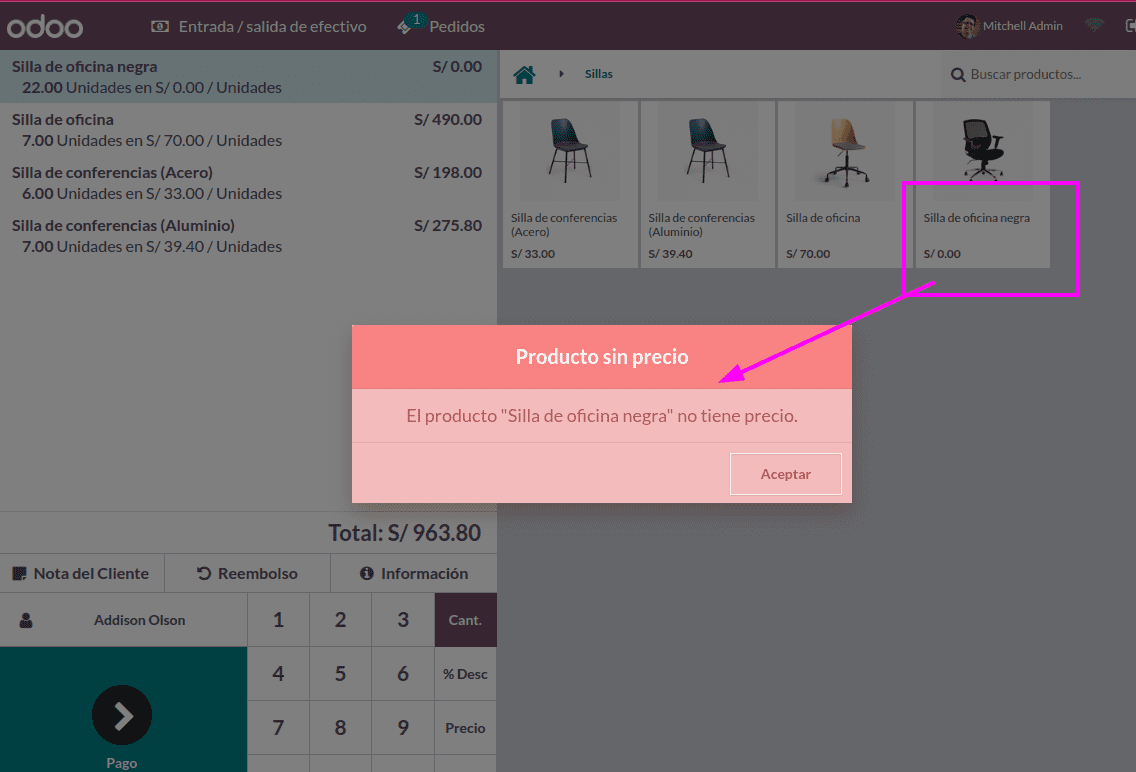 odoo
Entrada / salida de efectivo
1
Pedidos
Mitchell Admin
Silla de oficina negra S/ 0.00
22.00 Unidades en S/ 0.00 / Unidades
Silla de oficina S/ 490.00
7.00 Unidades en S/ 70.00 / Unidades
Silla de conferencias (Acero) S/ 198.00
6.00 Unidades en S/ 33.00 / Unidades
Silla de conferencias (Aluminio) S/ 275.80
7.00 Unidades en S/ 39.40 / Unidades
Sillas
Buscar productos...
Silla de conferencias
(Acero)
S/ 33.00
Silla de conferencias
(Aluminio)
S/ 39.40
Silla de oficina
S/ 70.00
Silla de oficina negra
S/ 0.00
Producto sin precio
El producto "Silla de oficina negra" no tiene precio.
Aceptar
Total: S/ 963.80
Nota del Cliente
Reembolso
Información
Addison Olson
1 2 3 Cant.
4 5 6 % Desc
7 8 9 Precio
Pago